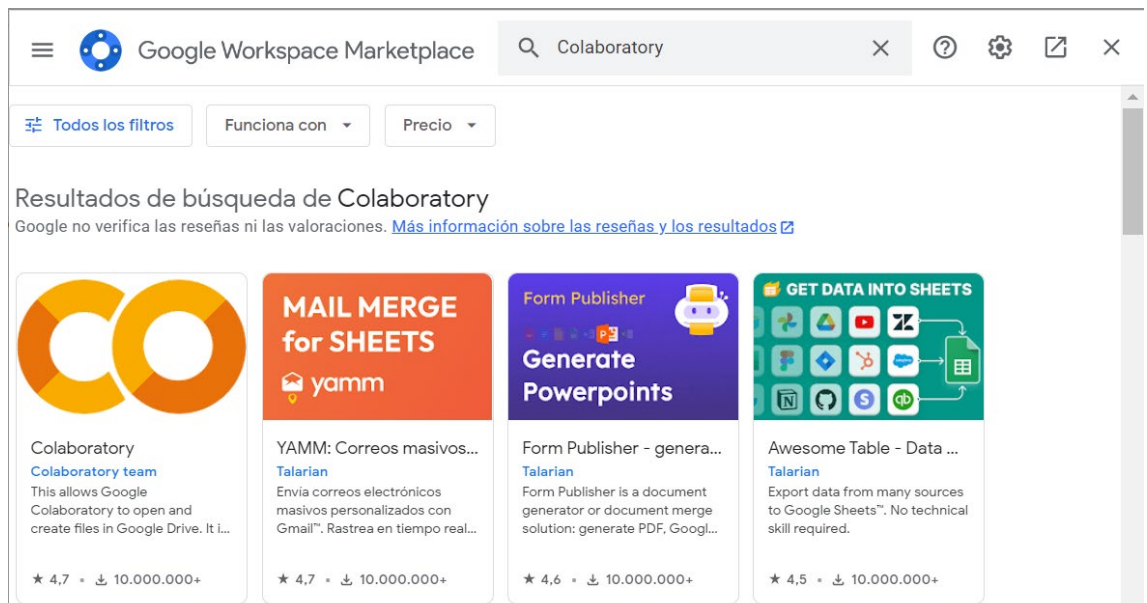 Google Workspace Marketplace
Colaboratory
Todos los filtros
Funciona con
Precio
Resultados de búsqueda de Colaboratory
Google no verifica las reseñas ni las valoraciones. Más información sobre las reseñas y los resultados
CO
Colaboratory
Colaboratory team
This allows Google
Colaboratory to open and
create files in Google Drive. It i...
★ 4,7 • 10.000.000+
MAIL MERGE
for SHEETS
yamm
YAMM: Correos masivos...
Talarian
Envía correos electrónicos
masivos personalizados con
Gmail™. Rastrea en tiempo real...
★ 4,7 • 10.000.000+
Form Publisher
Generate
Powerpoints
Form Publisher - genera...
Talarian
Form Publisher is a document
generator or document merge
solution: generate PDF, Googl...
★ 4,6 • 10.000.000+
GET DATA INTO SHEETS
Awesome Table - Data ...
Talarian
Export data from many sources
to Google Sheets™. No technical
skill required.
★ 4,5 • 10.000.000+